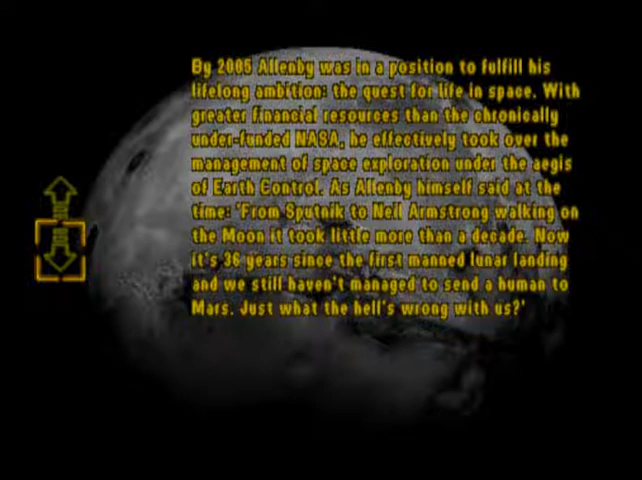 By 2005 Allenby was in a position to fulfill his
lifelong ambition: the quest for life in space. With
greater financial resources than the chronically
under-funded NASA, he effectively took over the
management of space exploration under the aegis
of Earth Control. As Allenby himself said at the
time: 'From Sputnik to Neil Armstrong walking on
the Moon it took little more than a decade. Now
it's 36 years since the first manned lunar landing
and we still haven't managed to send a human to
Mars. Just what the hell's wrong with us?'